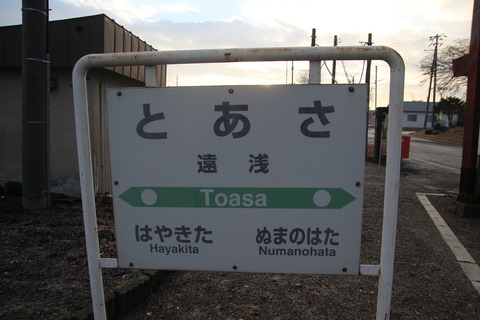 とあさ
遠浅
Toasa
はやきた ぬまのはた
Hayakita Numanohata